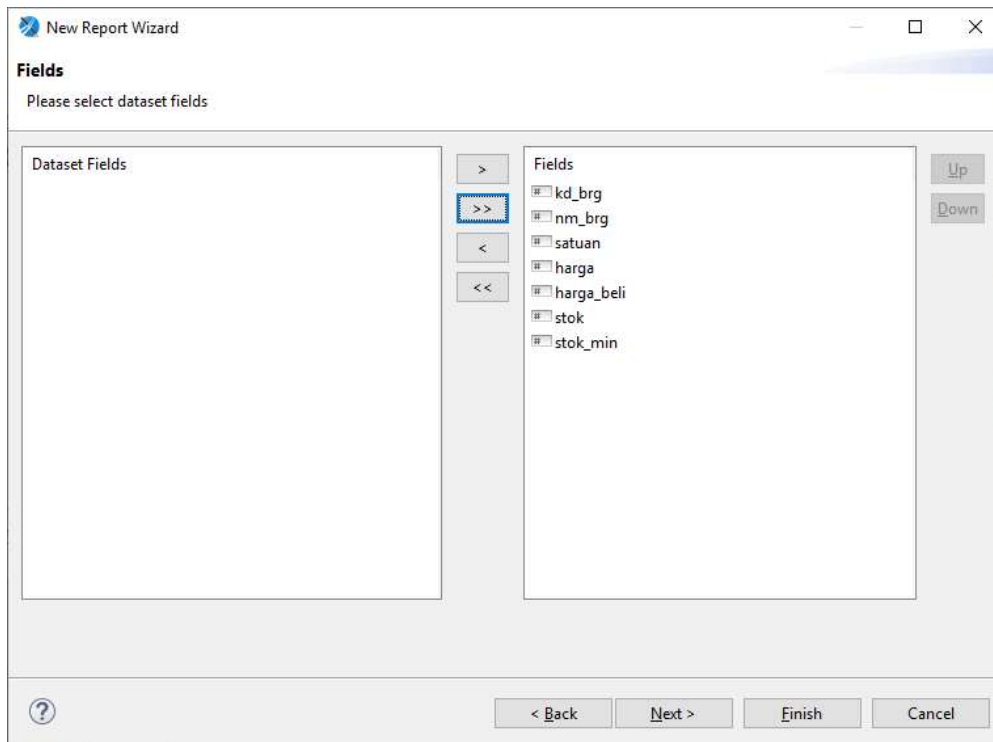 New Report Wizard
Fields
Please select dataset fields
Dataset Fields
>
>>
<
<<
Fields
kd_brg
nm_brg
satuan
harga
harga_beli
stok
stok_min
Up
Down
?
< Back
Next >
Finish
Cancel